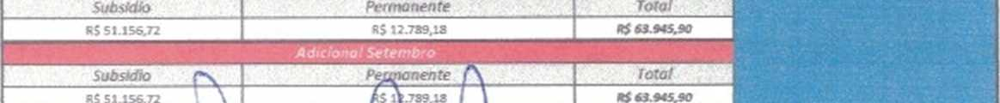 Subsídio Permanente Total
R$ 51.156,72 R$ 12.789,18 R$ 63.945,90
Adicional Setembro
Subsídio Permanente Total
R$ 51.156,72 R$ 12.789,18 R$ 63.945,90